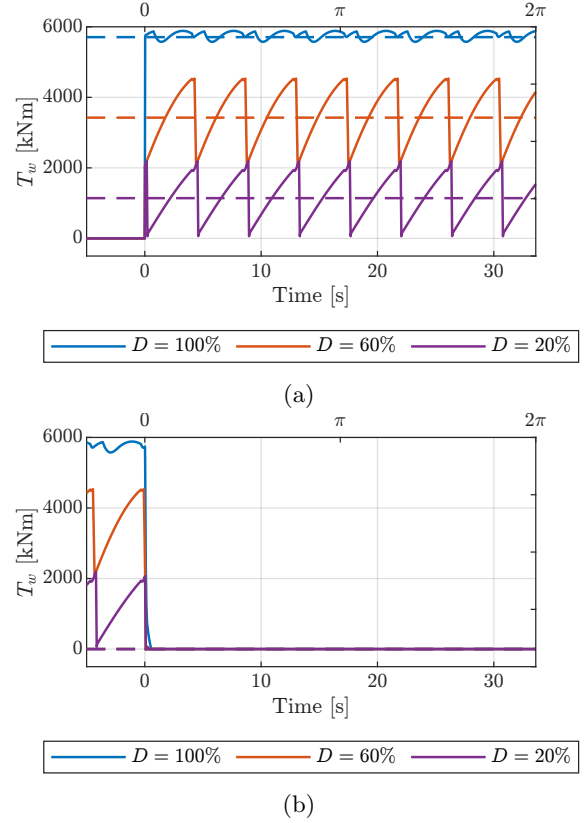 0 π 2π
6000
4000
2000
0
T_w [kNm]
0 10 20 30
Time [s]
D = 100% D = 60% D = 20%
(a)
0 π 2π
6000
4000
2000
0
T_w [kNm]
0 10 20 30
Time [s]
D = 100% D = 60% D = 20%
(b)